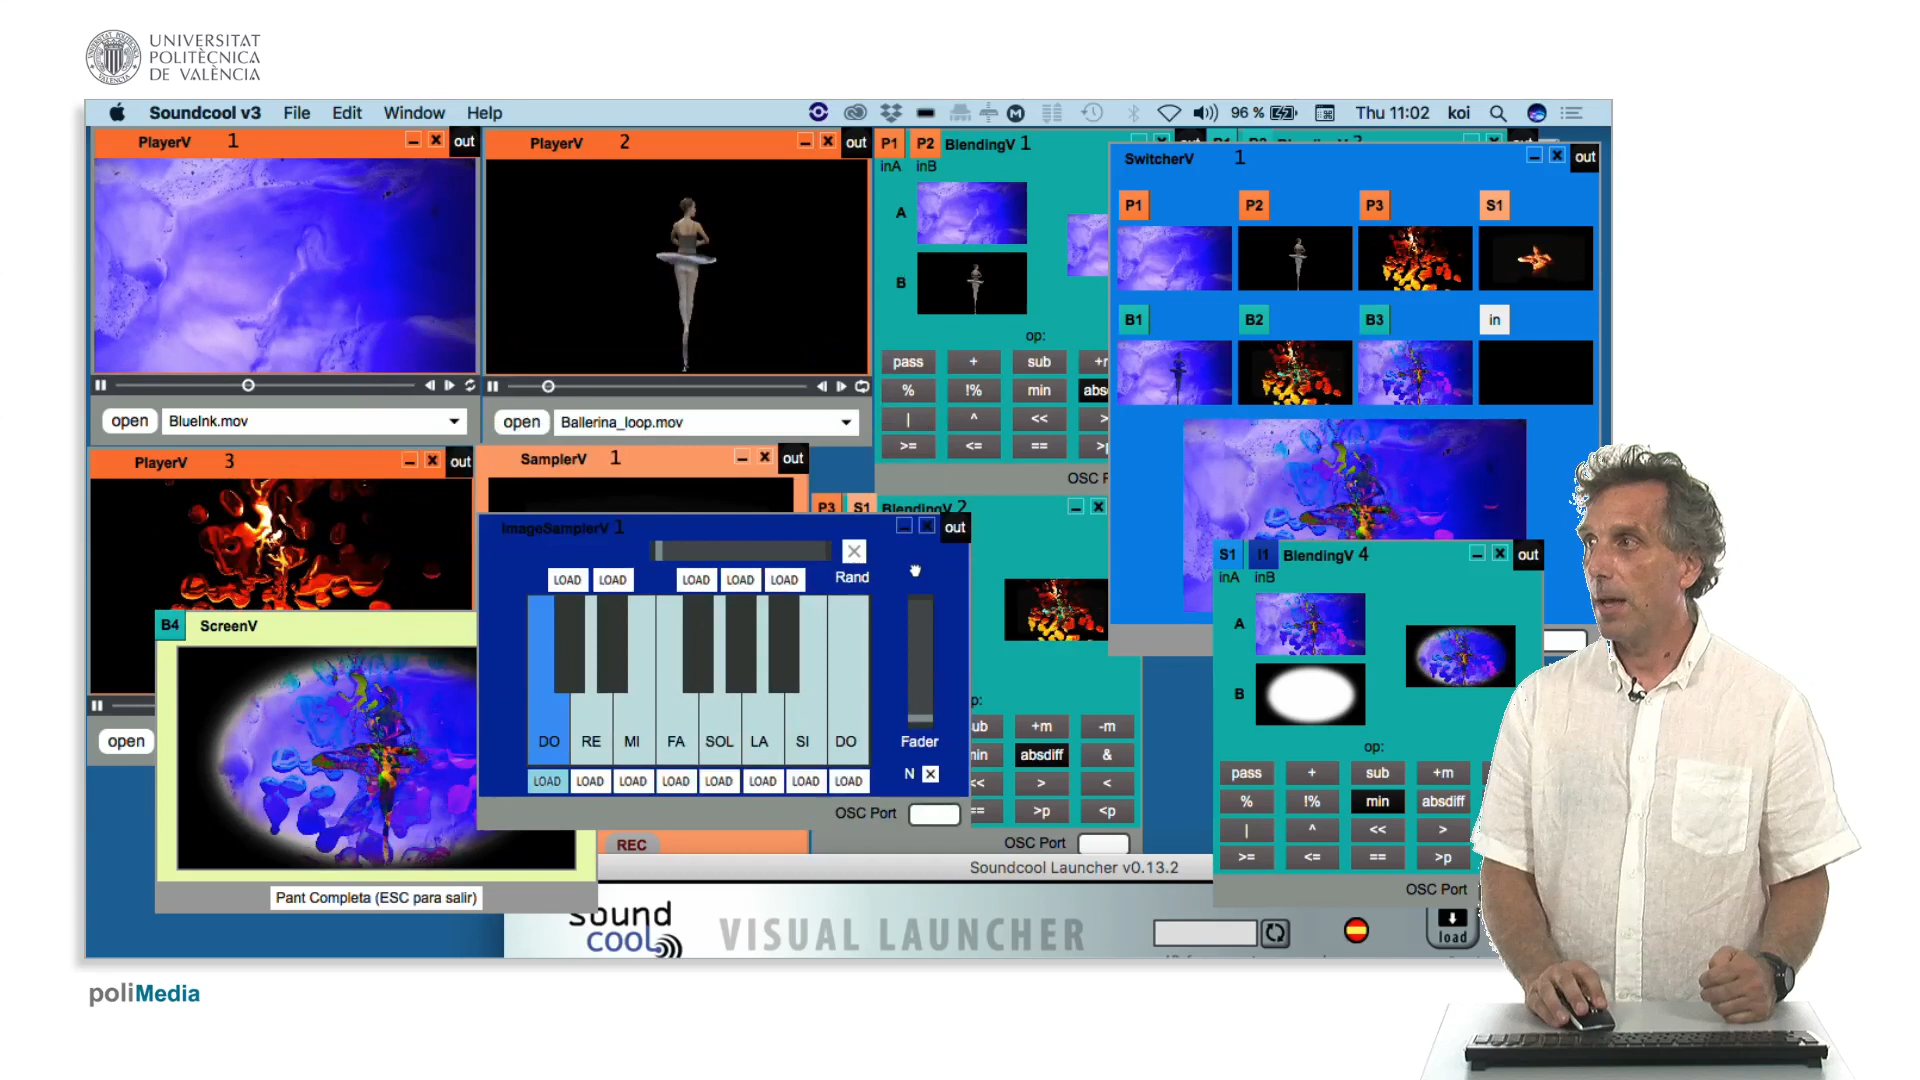 UNIVERSITAT
POLITÈCNICA
DE VALÈNCIA
Soundcool v3 File Edit Window Help
96 % Thu 11:02 koi
PlayerV 1 out
PlayerV 2 out
P1 P2 BlendingV 1
inA inB
SwitcherV 1 out
P1 P2 P3 S1
A
B
B1 B2 B3 in
op:
pass + sub
% !% min
| ^ <<
>= <= ==
OSC
open BlueInk.mov
open Ballerina_loop.mov
PlayerV 3 out
SamplerV 1 out
P3 S1 BlendingV 2
ImageSamplerV 1 out
LOAD LOAD LOAD LOAD LOAD Rand
DO RE MI FA SOL LA SI DO
LOAD LOAD LOAD LOAD LOAD LOAD LOAD LOAD
Fader
N
OSC Port
+m -m
absdiff &
> <
>p <p
OSC Port
S1 I1 BlendingV 4 out
inA inB
A
B
op:
pass + sub +m
% !% min absdiff
| ^ << >
>= <= == >p
OSC Port
open
B4 ScreenV
Pant Completa (ESC para salir)
REC
Soundcool Launcher v0.13.2
sound
cool
VISUAL LAUNCHER
load
poliMedia